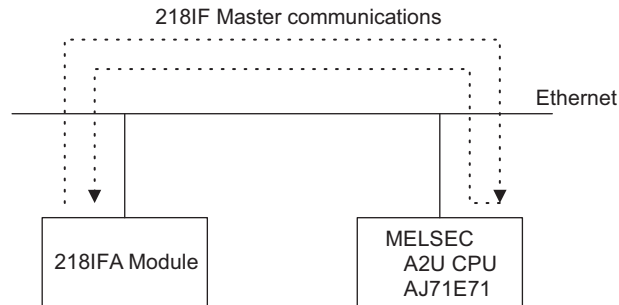 218IF Master communications
Ethernet
218IFA Module
MELSEC
A2U CPU
AJ71E71